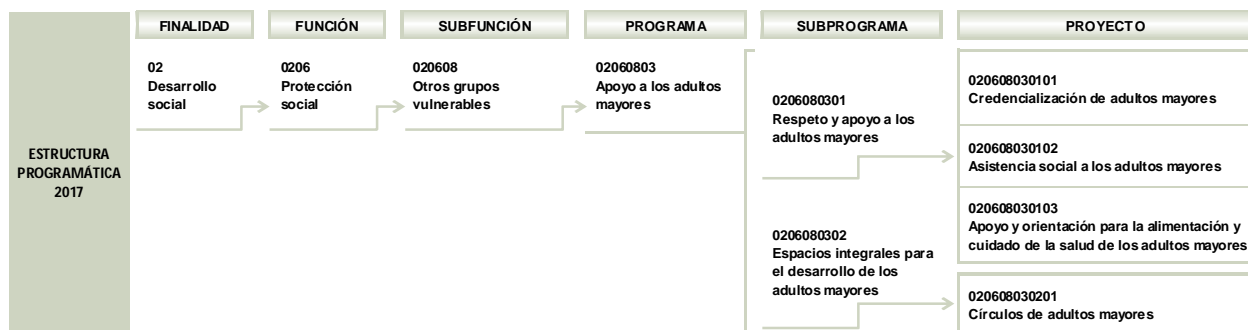 FINALIDAD
FUNCIÓN
SUBFUNCIÓN
PROGRAMA
SUBPROGRAMA
PROYECTO
ESTRUCTURA
PROGRAMÁTICA
2017
02
Desarrollo
social
0206
Protección
social
020608
Otros grupos
vulnerables
02060803
Apoyo a los adultos
mayores
0206080301
Respeto y apoyo a los
adultos mayores
020608030101
Credencialización de adultos mayores
020608030102
Asistencia social a los adultos mayores
020608030103
Apoyo y orientación para la alimentación y
cuidado de la salud de los adultos mayores
0206080302
Espacios integrales para
el desarrollo de los
adultos mayores
020608030201
Círculos de adultos mayores